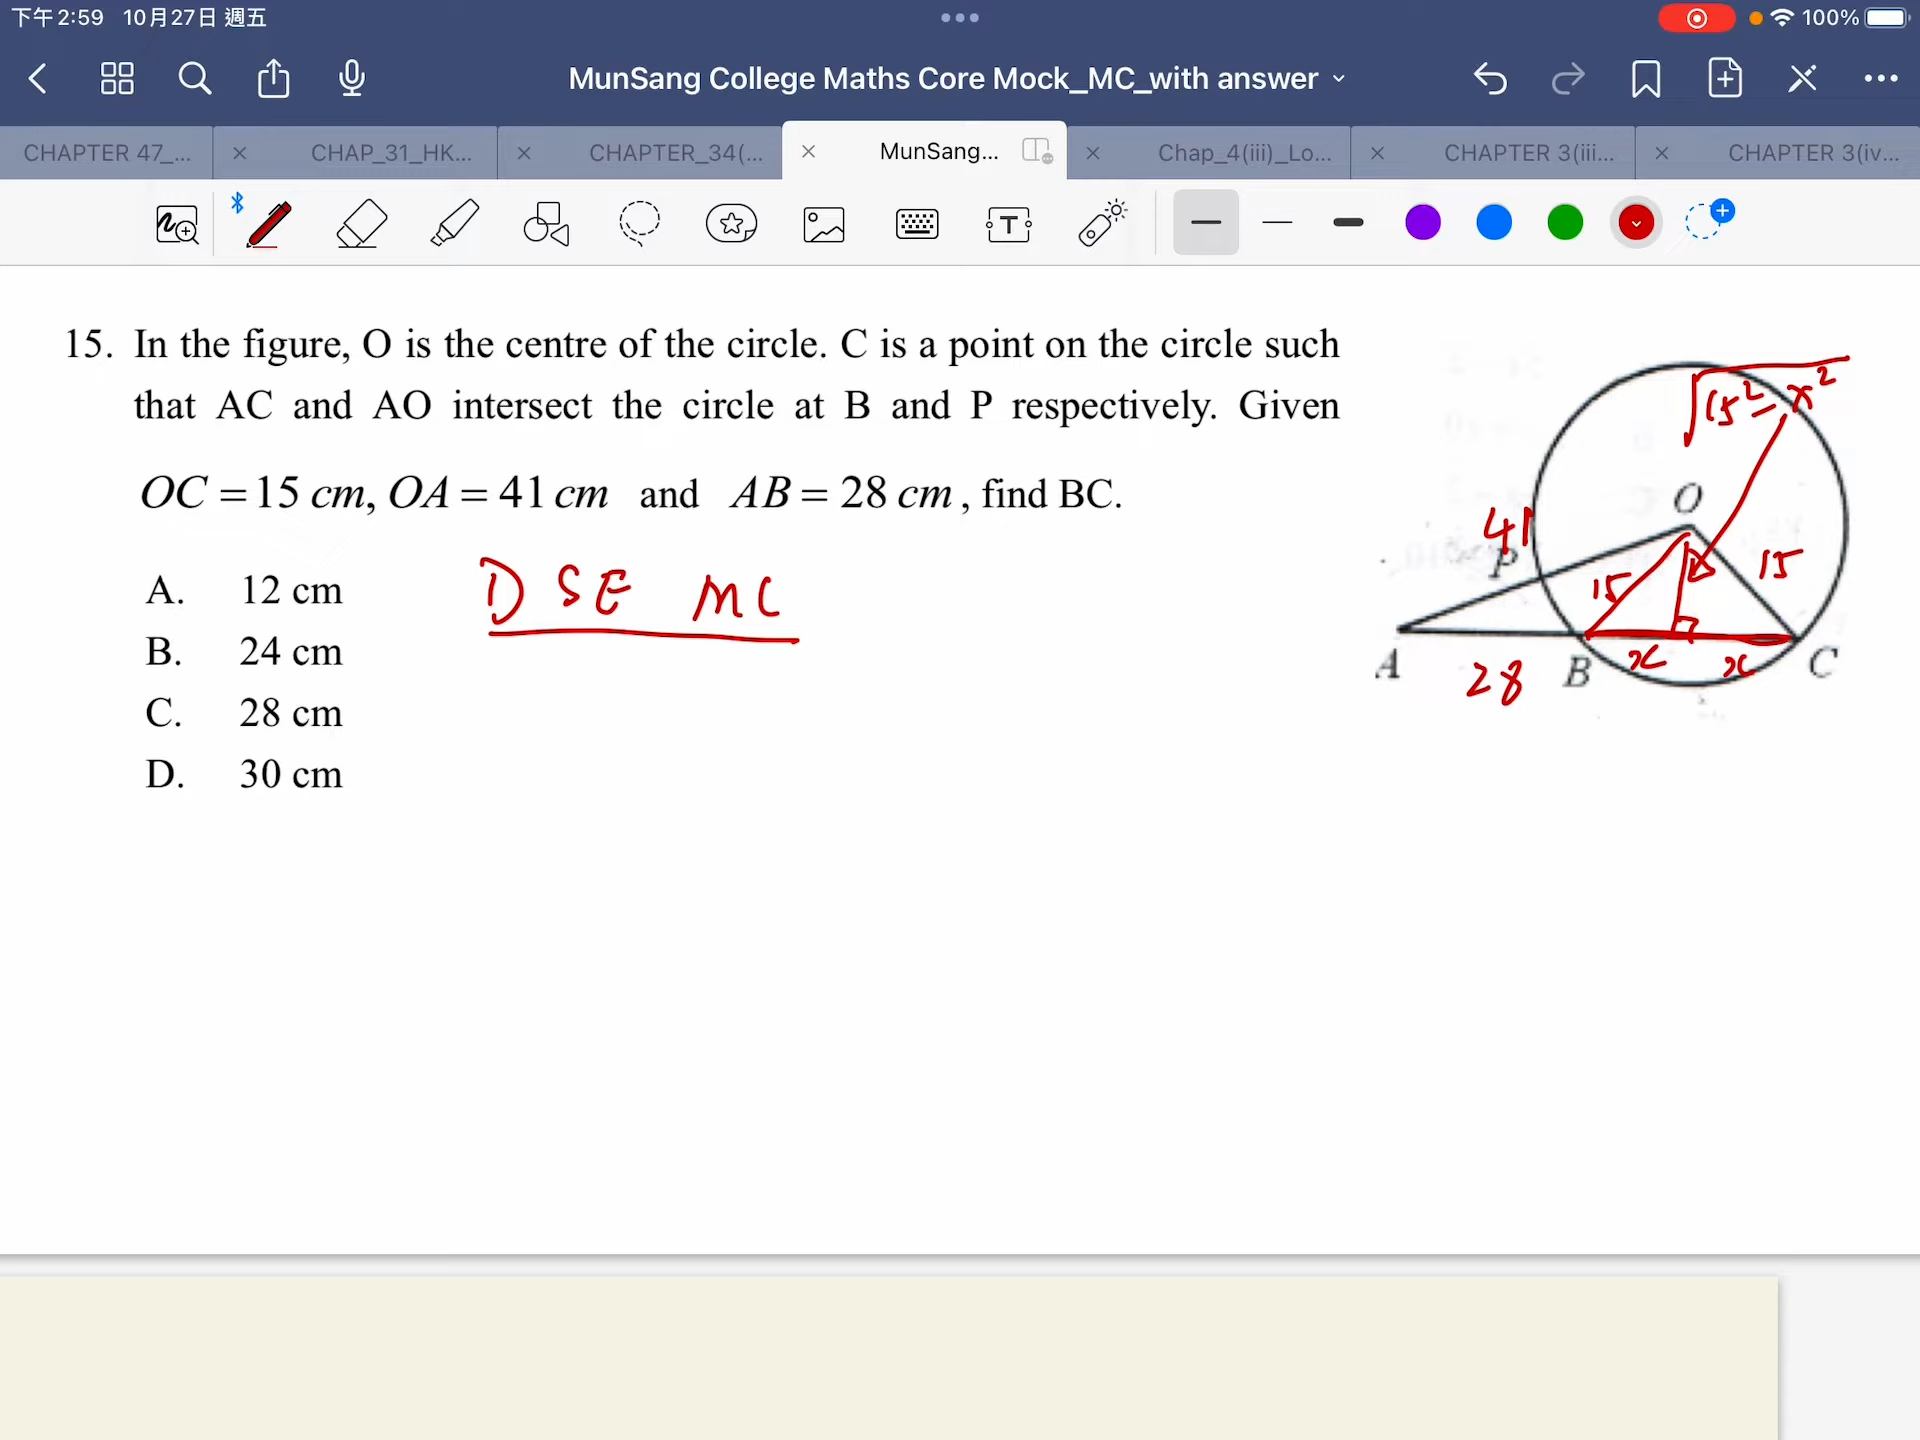 下午2:59 10月27日 週五
100%
MunSang College Maths Core Mock_MC_with answer
CHAPTER 47_... CHAP_31_HK... CHAPTER_34(... MunSang... Chap_4(iii)_Lo... CHAPTER 3(iii... CHAPTER 3(iv...
15. In the figure, O is the centre of the circle. C is a point on the circle such
that AC and AO intersect the circle at B and P respectively. Given
OC = 15 cm, OA = 41 cm and AB = 28 cm, find BC.
A. 12 cm
B. 24 cm
C. 28 cm
D. 30 cm
DSE MC
√15²-x²
O
41
P
15
15
A
28
B
x
x
C